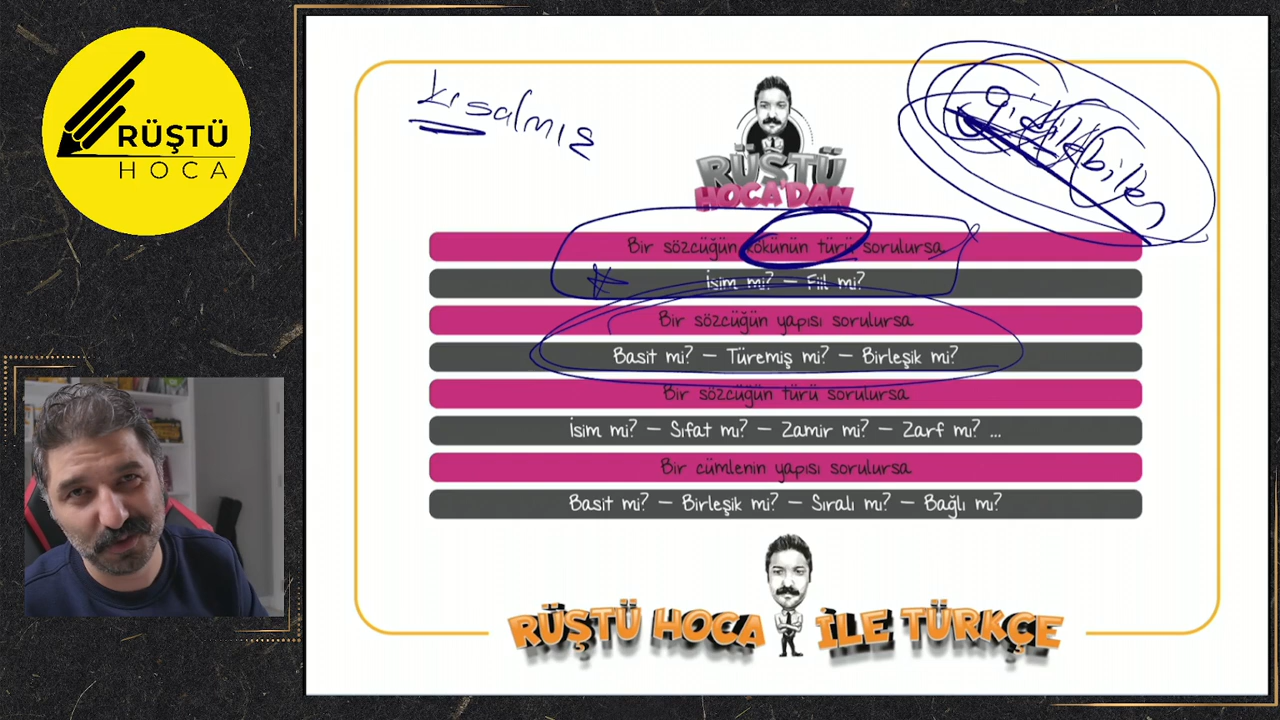 RÜŞTÜ
HOCA
kısalmış
RÜŞTÜ
HOCA'DAN
Bir sözcüğün kökünün türü sorulursa
İsim mi? – Fiil mi?
Bir sözcüğün yapısı sorulursa
Basit mi? – Türemiş mi? – Birleşik mi?
Bir sözcüğün türü sorulursa
İsim mi? – Sıfat mı? – Zamir mi? – Zarf mı? ...
Bir cümlenin yapısı sorulursa
Basit mi? – Birleşik mi? – Sıralı mı? – Bağlı mı?
RÜŞTÜ HOCA İLE TÜRKÇE